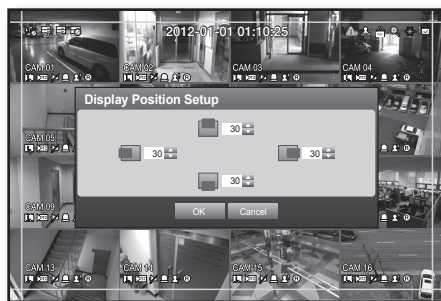 2012-01-01 01:10:25
CAM 01 CAM 02 CAM 03 CAM 04
Display Position Setup
30
CAM 05
30 30
30
CAM 09
OK Cancel
CAM 13 CAM 14 CAM 15 CAM 16